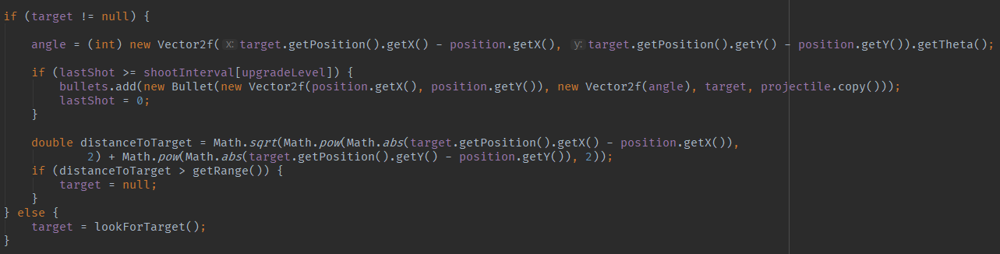 if (target != null) {
angle = (int) new Vector2f( x: target.getPosition().getX() - position.getX(), y: target.getPosition().getY() - position.getY()).getTheta();
if (lastShot >= shootInterval[upgradeLevel]) {
bullets.add(new Bullet(new Vector2f(position.getX(), position.getY()), new Vector2f(angle), target, projectile.copy()));
lastShot = 0;
}
double distanceToTarget = Math.sqrt(Math.pow(Math.abs(target.getPosition().getX() - position.getX()),
2) + Math.pow(Math.abs(target.getPosition().getY() - position.getY()), 2));
if (distanceToTarget > getRange()) {
target = null;
}
} else {
target = lookForTarget();
}